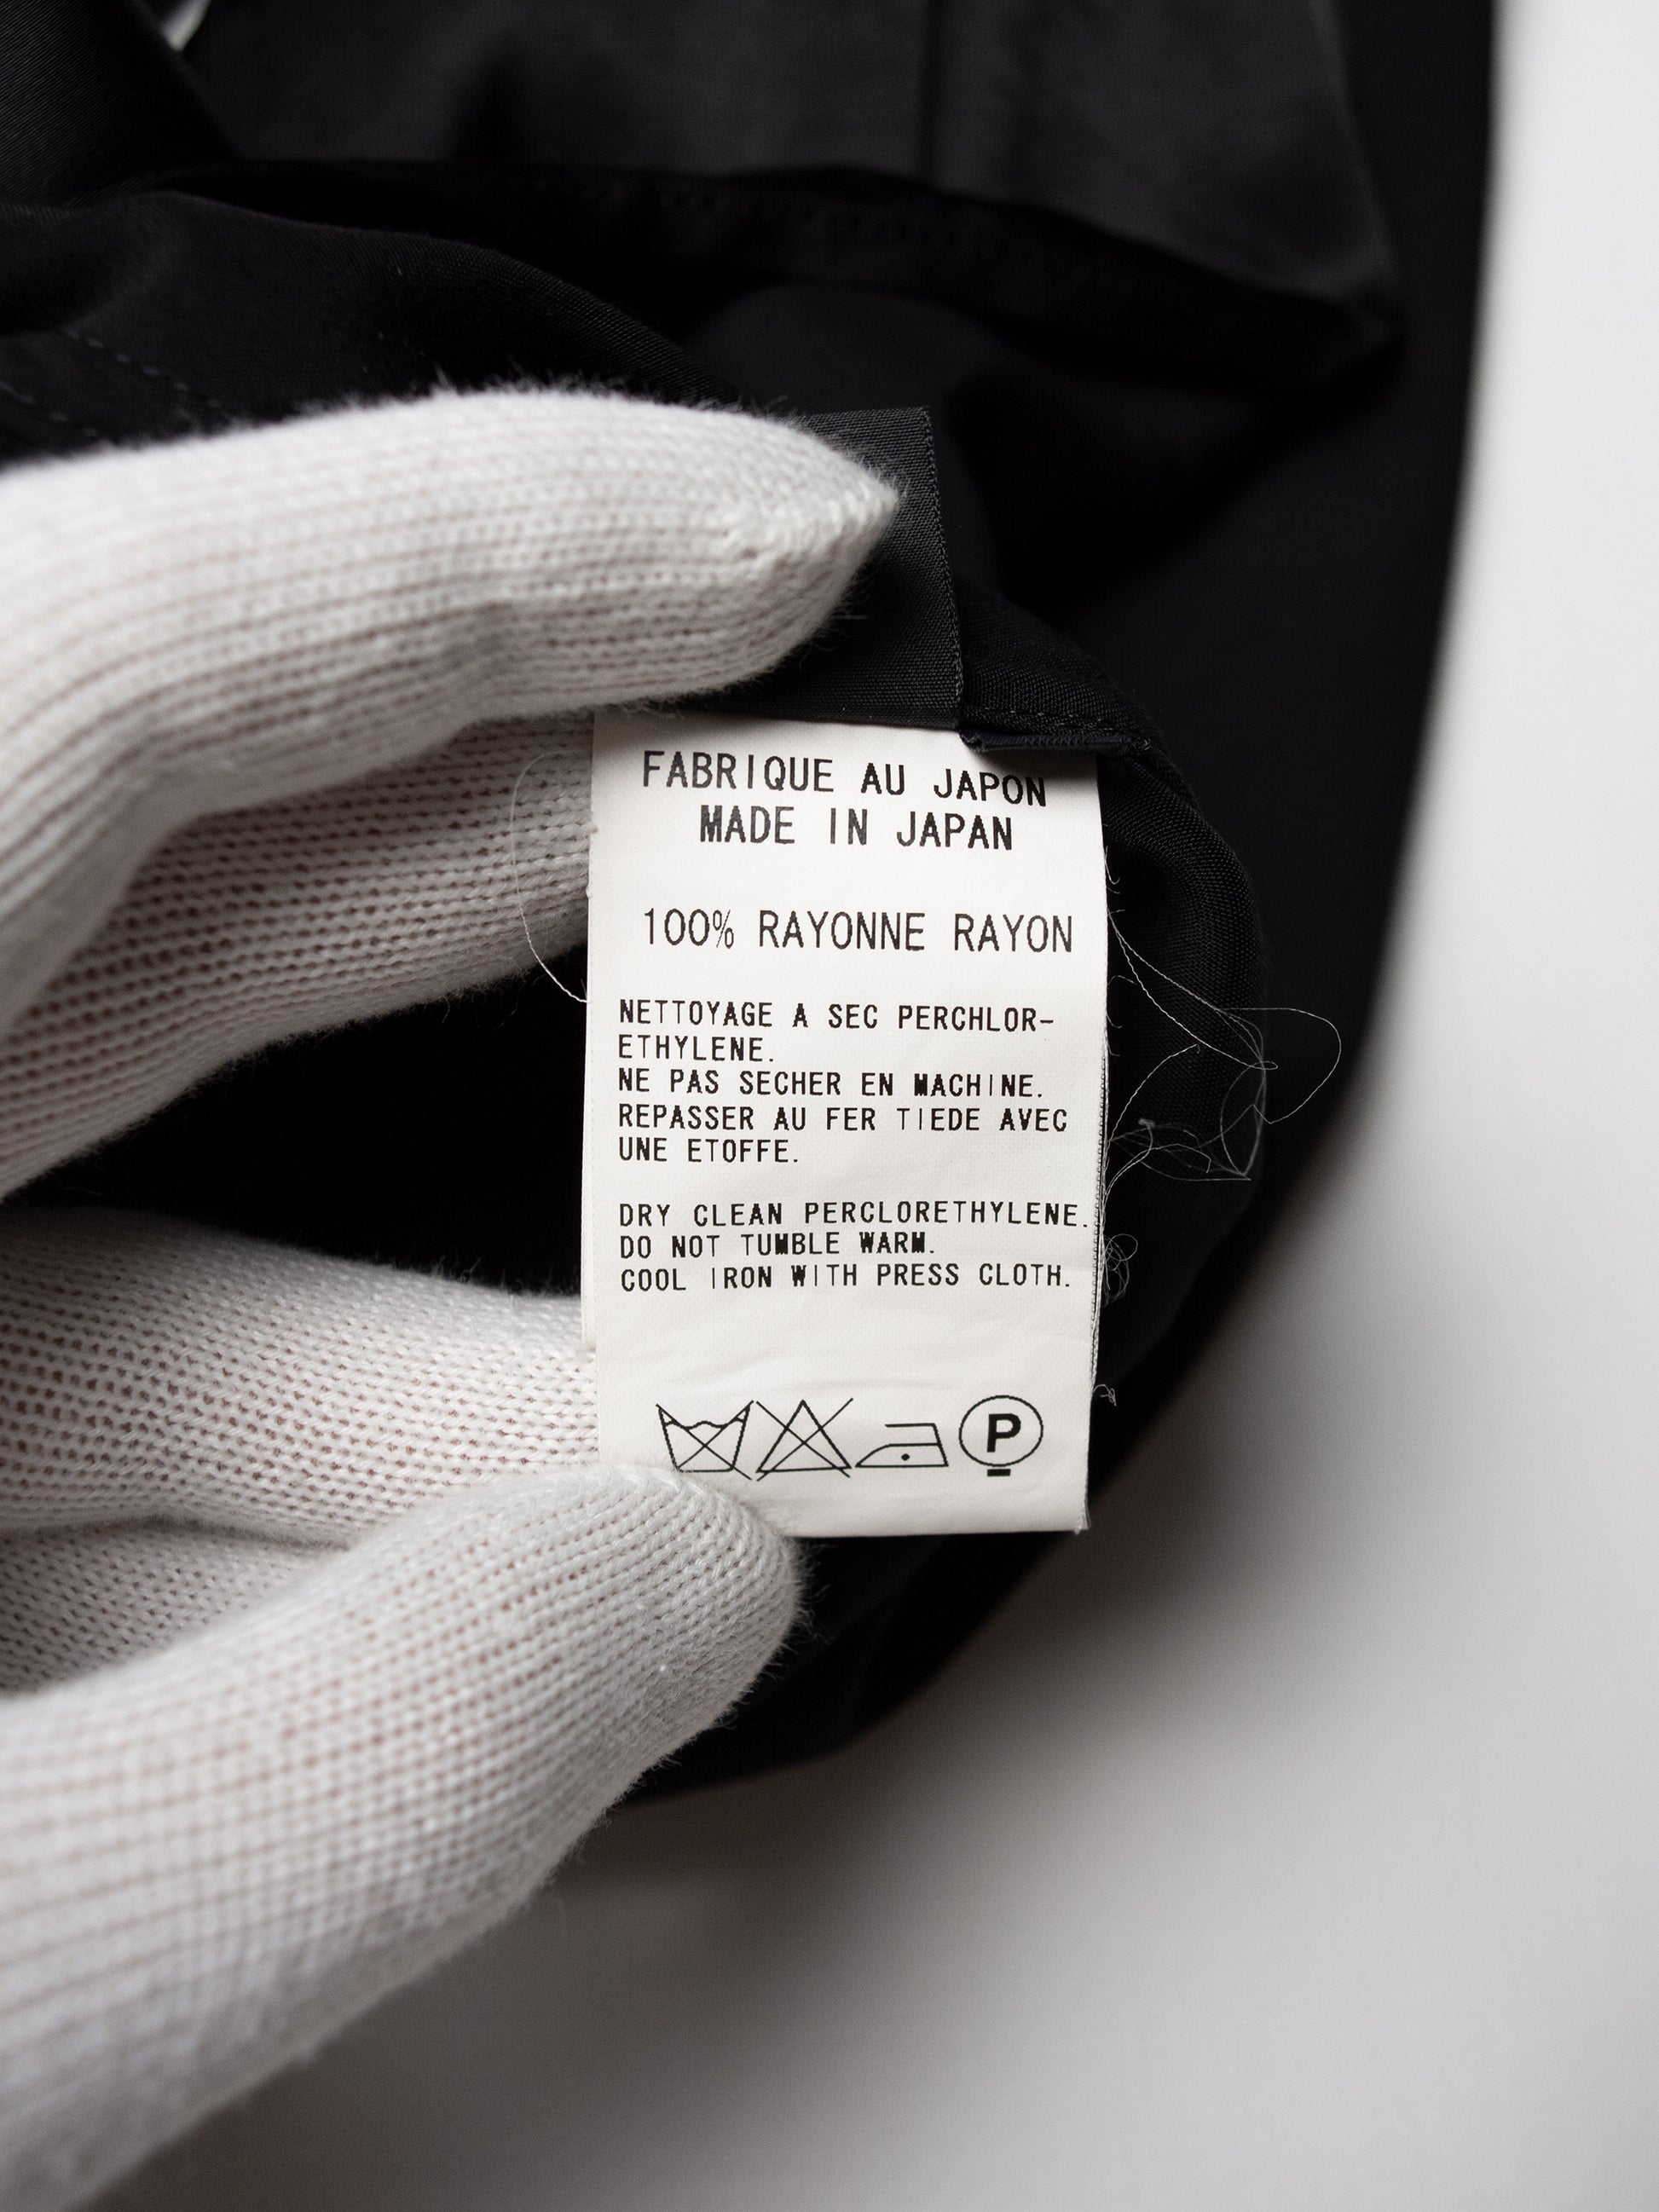 FABRIQUE AU JAPON
MADE IN JAPAN
100% RAYONNE RAYON
NETTOYAGE A SEC PERCHLOR-
ETHYLENE.
NE PAS SECHER EN MACHINE.
REPASSER AU FER TIEDE AVEC
UNE ETOFFE.
DRY CLEAN PERCLORETHYLENE.
DO NOT TUMBLE WARM.
COOL IRON WITH PRESS CLOTH.
P